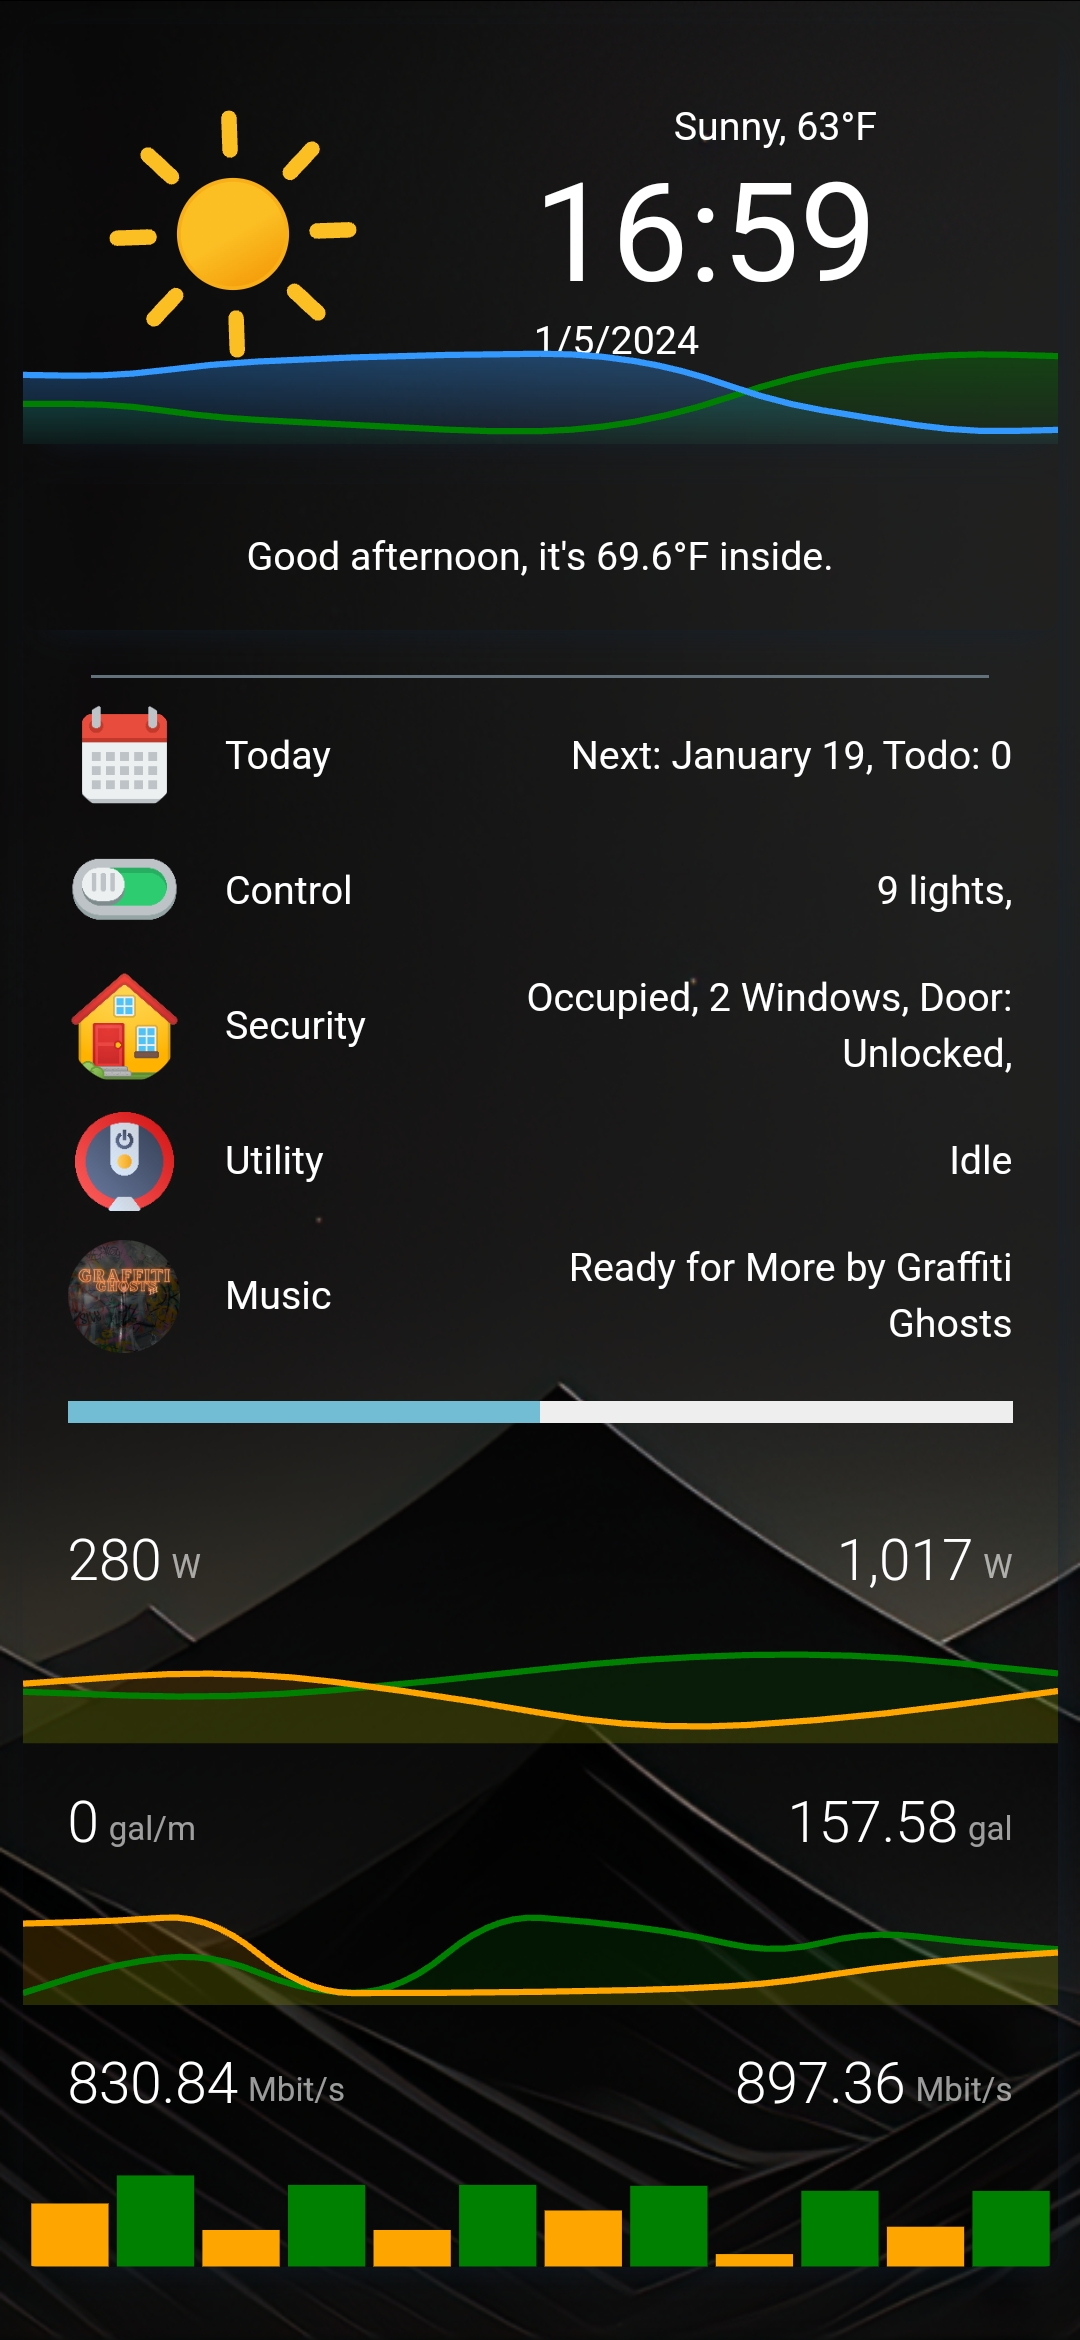 Sunny, 63°F
16:59
1/5/2024
Good afternoon, it's 69.6°F inside.
Today
Next: January 19, Todo: 0
Control
9 lights,
Security
Occupied, 2 Windows, Door:
Unlocked,
Utility
Idle
GRAFFITI
GHOSTS
Music
Ready for More by Graffiti
Ghosts
280 W
1,017 W
0 gal/m
157.58 gal
830.84 Mbit/s
897.36 Mbit/s